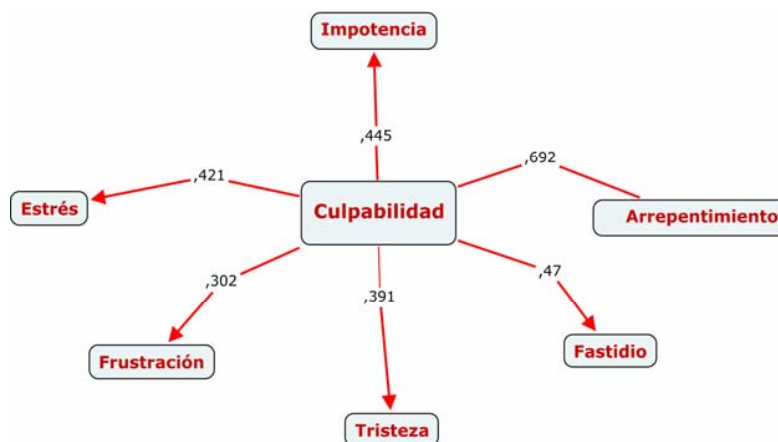 Impotencia
,445
,692
,421
Estrés
Culpabilidad
Arrepentimiento
,302
,391
,47
Frustración
Fastidio
Tristeza